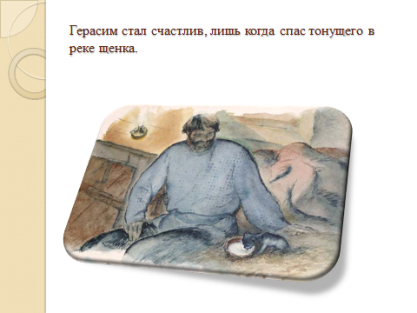 Герасим стал счастлив, лишь когда спас тонущего в
реке щенка.